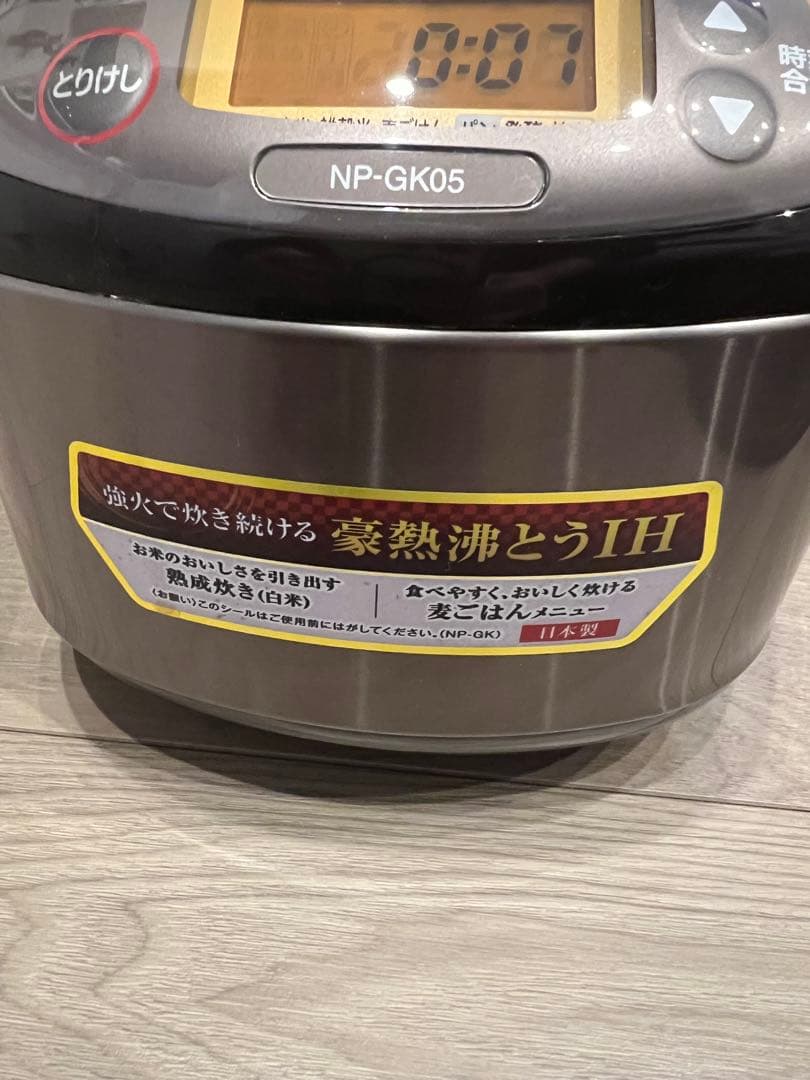 0:07
とりけし
時
合
パン
NP-GK05
強火で炊き続ける 豪熱沸とうIH
お米のおいしさを引き出す
熟成炊き(白米)
食べやすく、おいしく炊ける
麦ごはんメニュー
(お願い)このシールはご使用前にはがしてください。(NP-GK)
日本製